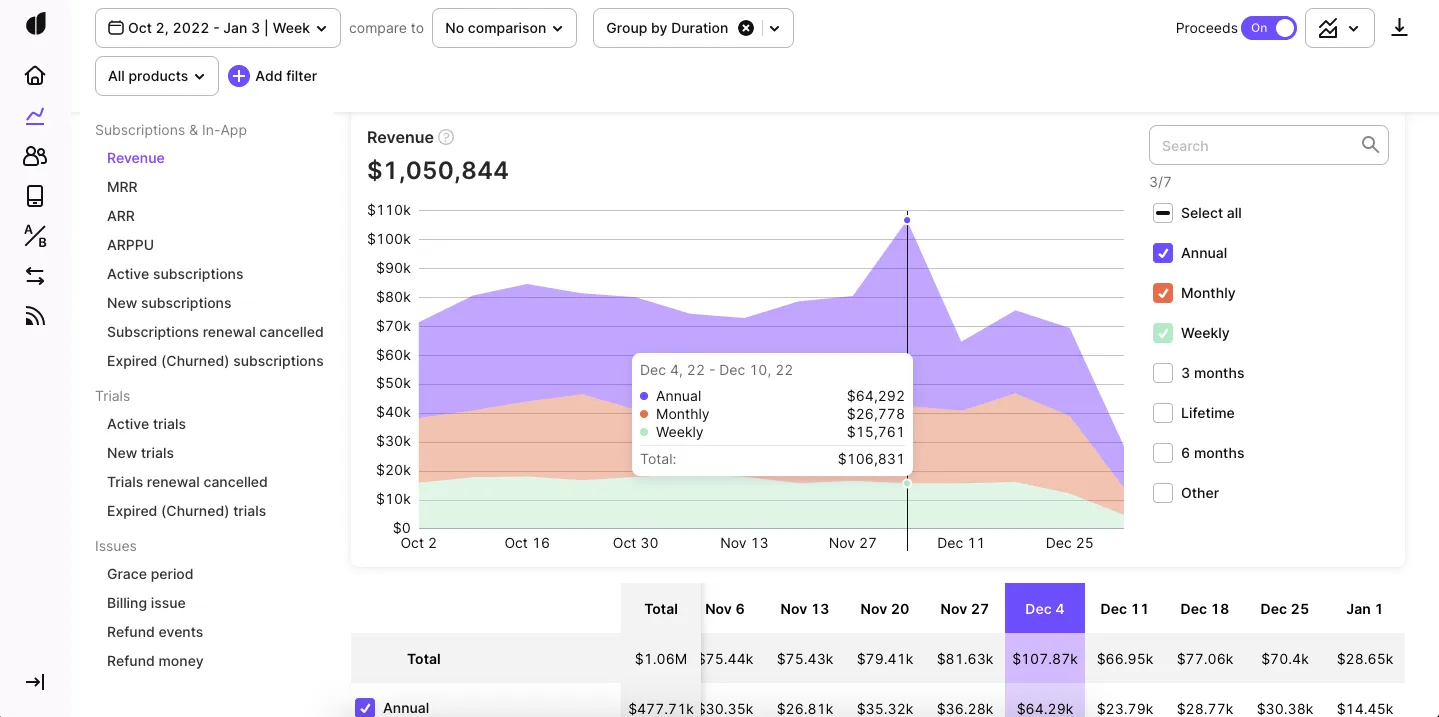 Oct 2, 2022 - Jan 3 | Week
compare to
No comparison
Group by Duration
Proceeds
On
All products
Add filter
Subscriptions & In-App
Revenue
MRR
ARR
ARPPU
Active subscriptions
New subscriptions
Subscriptions renewal cancelled
Expired (Churned) subscriptions
Trials
Active trials
New trials
Trials renewal cancelled
Expired (Churned) trials
Issues
Grace period
Billing issue
Refund events
Refund money
A/B
Revenue ?
$1,050,844
$110k
$100k
$90k
$80k
$70k
$60k
$50k
$40k
$30k
$20k
$10k
$0
Oct 2 Oct 16 Oct 30 Nov 13 Nov 27 Dec 11 Dec 25
Dec 4, 22 - Dec 10, 22
Annual $64,292
Monthly $26,778
Weekly $15,761
Total: $106,831
Search
3/7
Select all
Annual
Monthly
Weekly
3 months
Lifetime
6 months
Other
Total Nov 6 Nov 13 Nov 20 Nov 27 Dec 4 Dec 11 Dec 18 Dec 25 Jan 1
Total $1.06M $75.44k $75.43k $79.41k $81.63k $107.87k $66.95k $77.06k $70.4k $28.65k
Annual $477.71k $30.35k $26.81k $35.32k $36.28k $64.29k $23.79k $28.77k $30.38k $14.45k